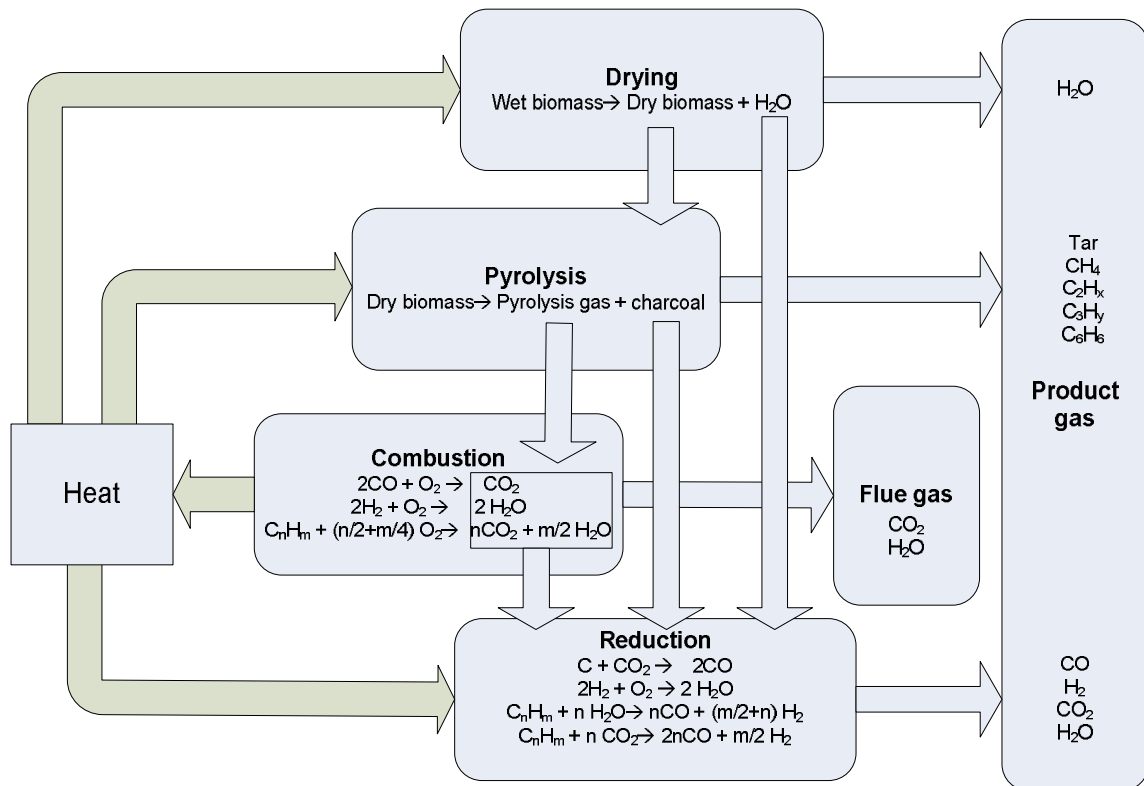 Drying
Wet biomass→ Dry biomass + H₂O
H₂O
Pyrolysis
Dry biomass→ Pyrolysis gas + charcoal
Tar
CH₄
C₂Hₓ
C₃Hᵧ
C₆H₆
Product
gas
Heat
Combustion
2CO + O₂ → CO₂
2H₂ + O₂ → 2 H₂O
CₙHₘ + (n/2+m/4) O₂→ nCO₂ + m/2 H₂O
Flue gas
CO₂
H₂O
Reduction
C + CO₂ → 2CO
2H₂ + O₂ → 2 H₂O
CₙHₘ + n H₂O→ nCO + (m/2+n) H₂
CₙHₘ + n CO₂→ 2nCO + m/2 H₂
CO
H₂
CO₂
H₂O